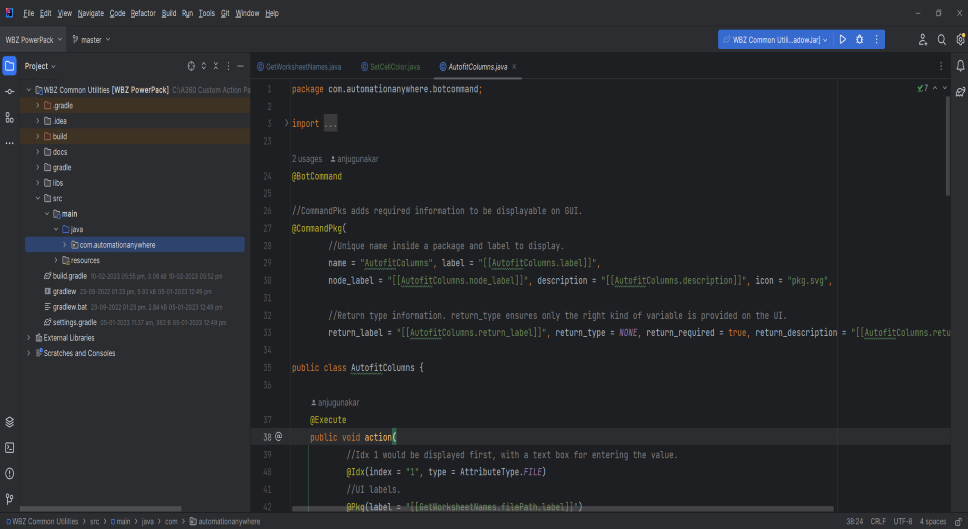 File Edit View Navigate Code Refactor Build Run Tools Git Window Help
WBZ PowerPack master WBZ Common Utili...adowJar]
Project
GetWorksheetNames.java SetCellColor.java AutofitColumns.java
WBZ Common Utilities [WBZ PowerPack] C:\A360 Custom Action Pa
.gradle
.idea
build
docs
gradle
libs
src
main
java
com.automationanywhere
resources
build.gradle 10-02-2023 05:55 pm, 3.08 kB 10-02-2023 05:52 pm
gradlew 23-09-2022 01:23 pm, 5.92 kB 05-01-2023 12:49 pm
gradlew.bat 23-09-2022 01:23 pm, 2.84 kB 05-01-2023 12:49 pm
settings.gradle 05-01-2023 11:37 am, 362 B 05-01-2023 12:49 pm
External Libraries
Scratches and Consoles
7
1 package com.automationanywhere.botcommand;
2
3 import ...
23
2 usages anjugunakar
24 @BotCommand
25
26 //CommandPks adds required information to be displayable on GUI.
27 @CommandPkg(
28 //Unique name inside a package and label to display.
29 name = "AutofitColumns", label = "[[AutofitColumns.label]]",
30 node_label = "[[AutofitColumns.node_label]]", description = "[[AutofitColumns.description]]", icon = "pkg.svg",
31
32 //Return type information. return_type ensures only the right kind of variable is provided on the UI.
33 return_label = "[[AutofitColumns.return_label]]", return_type = NONE, return_required = true, return_description = "[[AutofitColumns.retu
34
35 public class AutofitColumns {
36
anjugunakar
37 @Execute
38 @ public void action(
39 //Idx 1 would be displayed first, with a text box for entering the value.
40 @Idx(index = "1", type = AttributeType.FILE)
41 //UI labels.
42 @Pkg(label = "[[GetWorksheetNames.filePath.label]]")
WBZ Common Utilities > src > main > java > com > automationanywhere 38:24 CRLF UTF-8 4 spaces